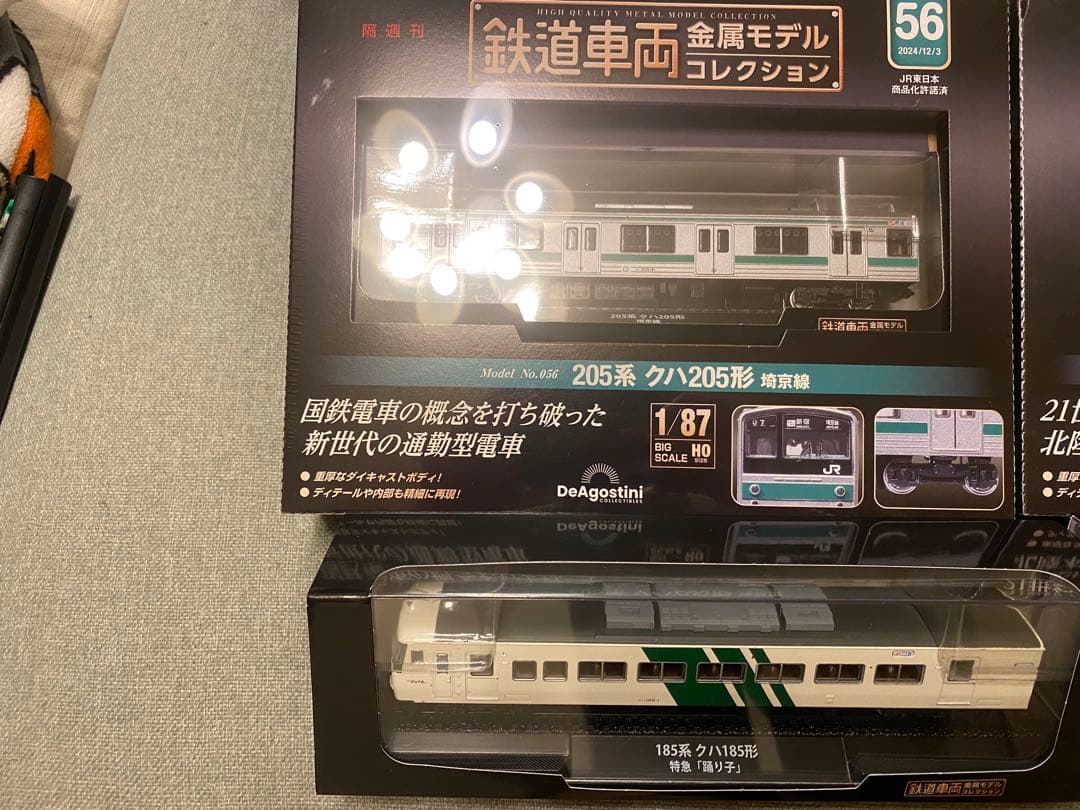 HIGH QUALITY METAL MODEL COLLECTION
隔週刊
鉄道車両 金属モデル
コレクション
56
2024/12/3
JR東日本
商品化許諾済
205系 クハ205形
埼京線
鉄道車両 金属モデル
Model No.056 205系 クハ205形 埼京線
国鉄電車の概念を打ち破った
新世代の通勤型電車
● 重厚なダイキャストボディ!
● ディテールや内部も精細に再現!
1/87
BIG SCALE HO SIZE
DeAgostini
COLLECTIBLES
新宿
JR
21世
北陸
● 重厚
● ディテ
DeAgostini
185系 クハ185形
特急「踊り子」
鉄道車両 金属モデル
コレクション